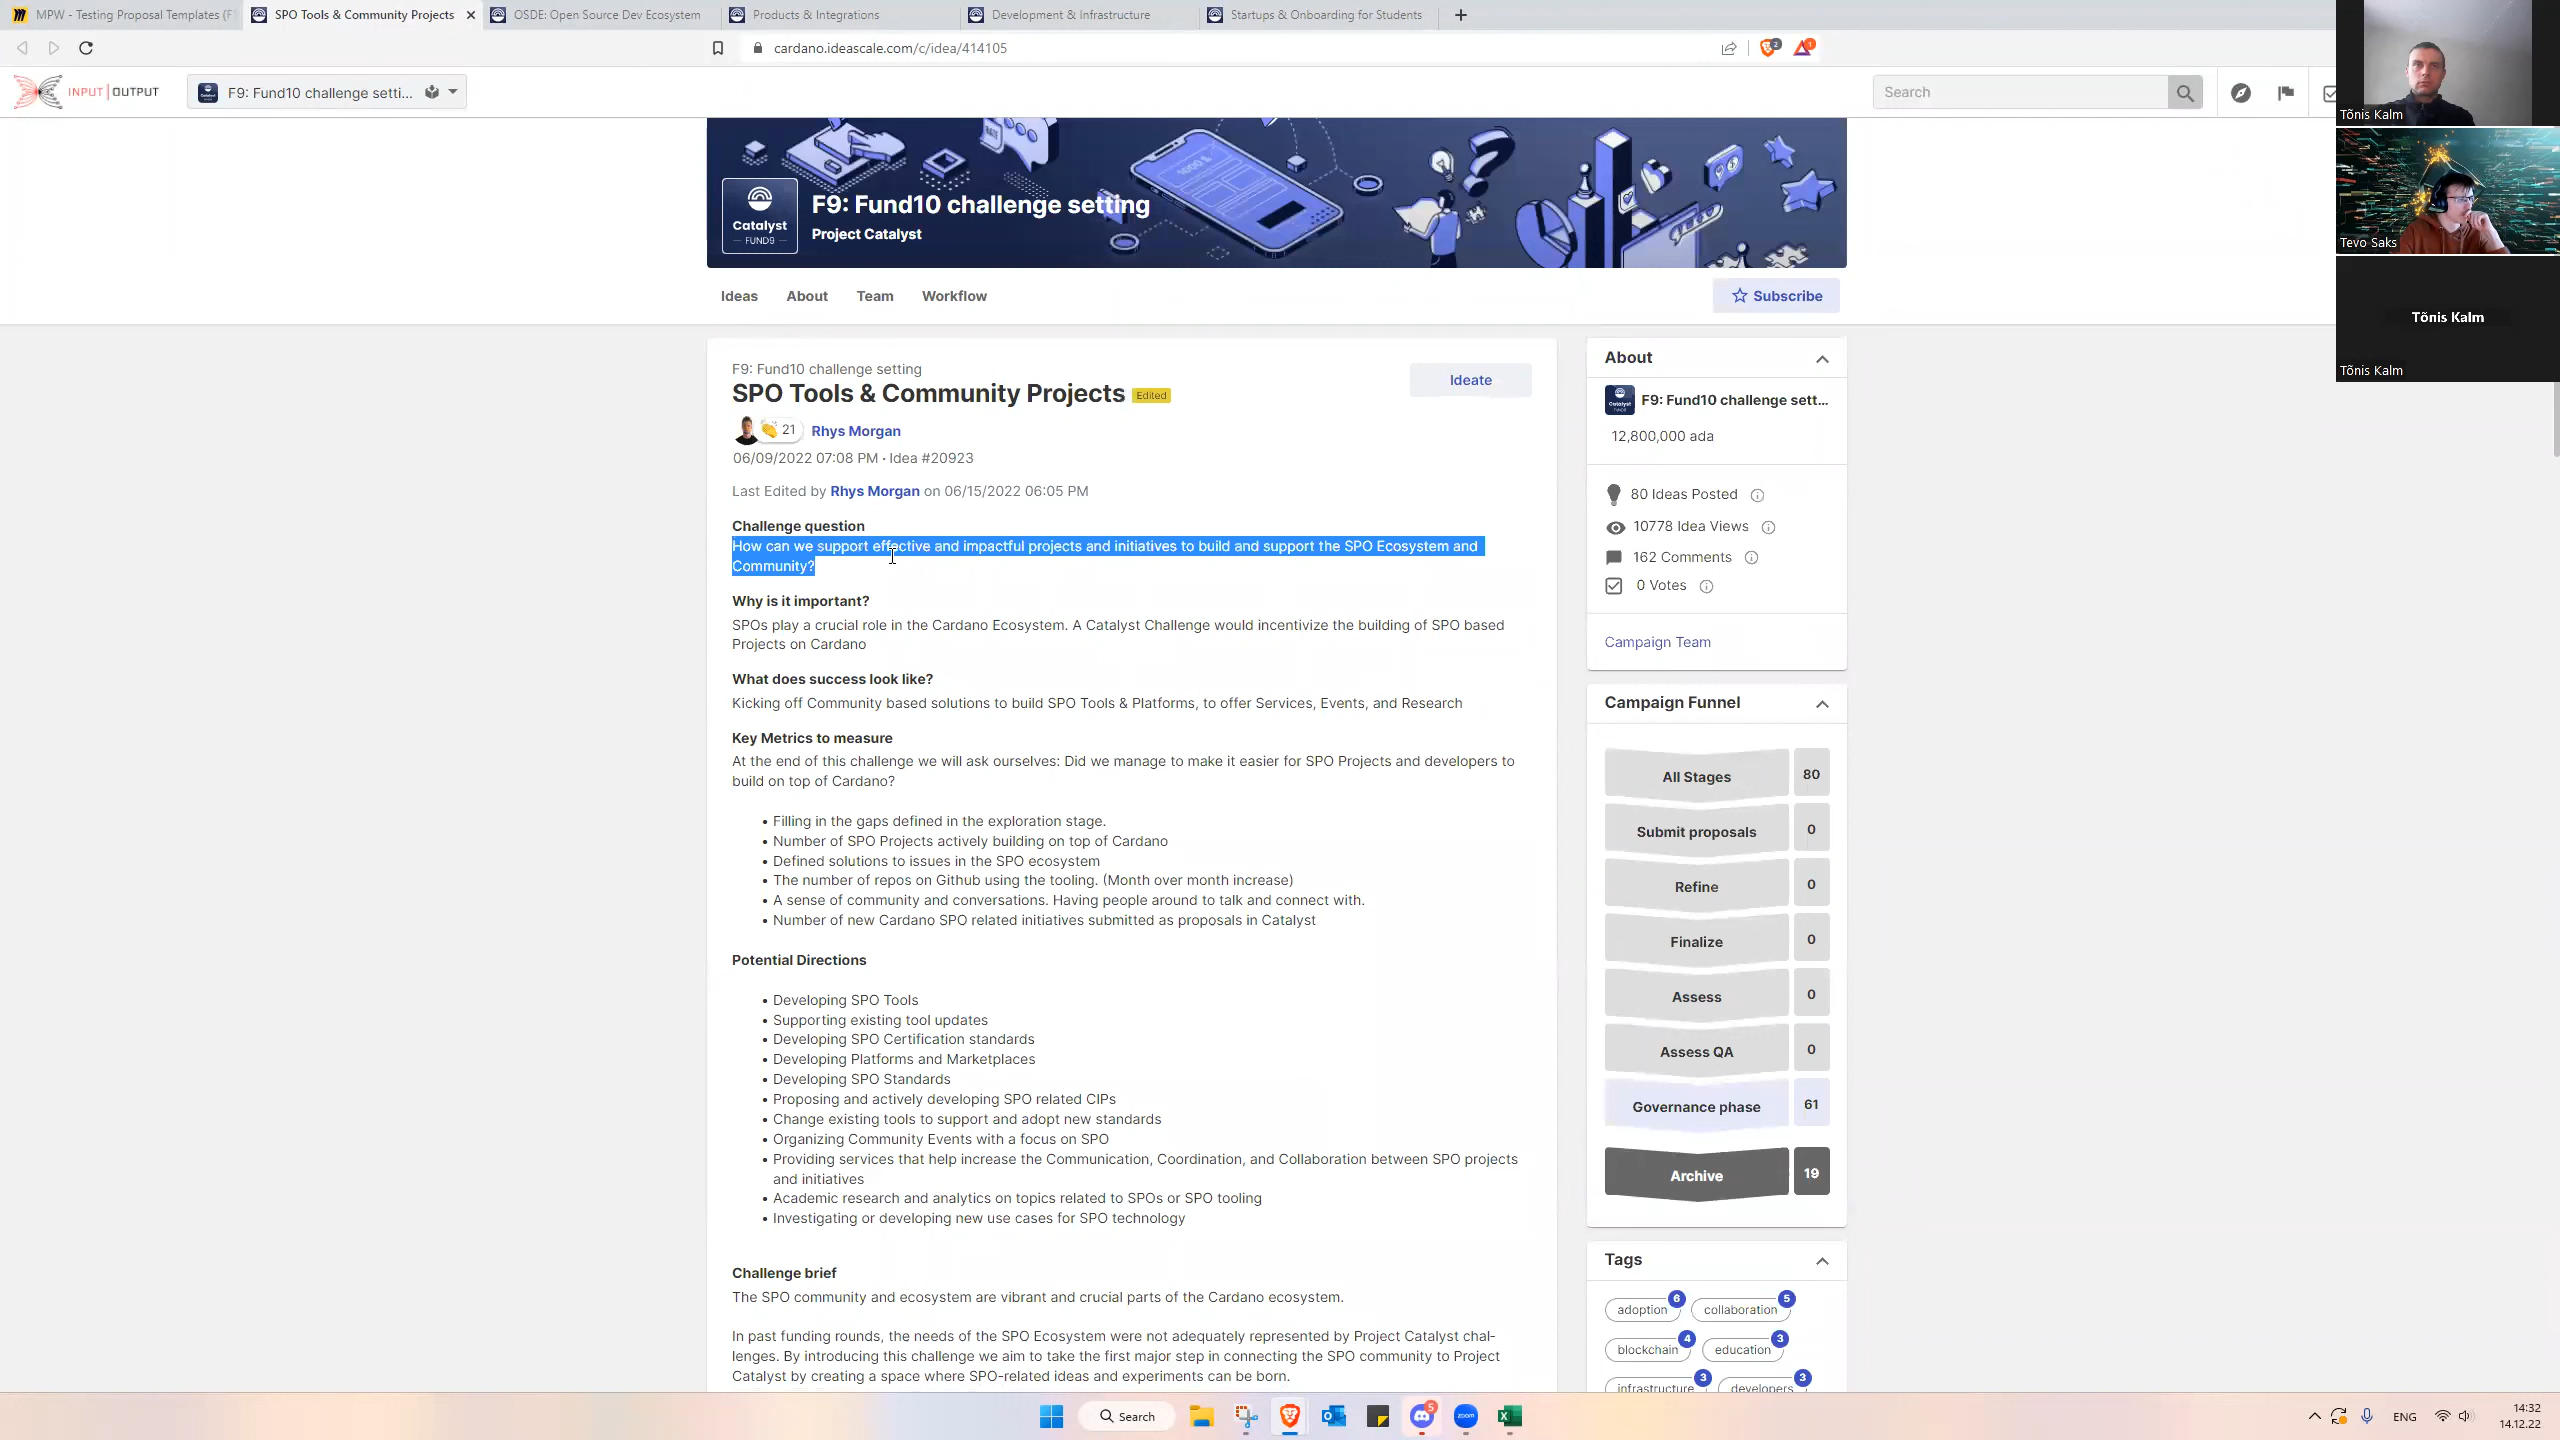 MPW - Testing Proposal Templates (F
SPO Tools & Community Projects
OSDE: Open Source Dev Ecosystem
Products & Integrations
Development & Infrastructure
Startups & Onboarding for Students
cardano.ideascale.com/c/idea/414105
2
1
INPUT | OUTPUT
F9: Fund10 challenge setti...
Search
Tõnis Kalm
Tevo Saks
Tõnis Kalm
Tõnis Kalm
Catalyst
FUND9
F9: Fund10 challenge setting
Project Catalyst
Ideas
About
Team
Workflow
Subscribe
F9: Fund10 challenge setting
SPO Tools & Community Projects Edited
Ideate
21
Rhys Morgan
06/09/2022 07:08 PM · Idea #20923
Last Edited by Rhys Morgan on 06/15/2022 06:05 PM
Challenge question
How can we support effective and impactful projects and initiatives to build and support the SPO Ecosystem and
Community?
Why is it important?
SPOs play a crucial role in the Cardano Ecosystem. A Catalyst Challenge would incentivize the building of SPO based
Projects on Cardano
What does success look like?
Kicking off Community based solutions to build SPO Tools & Platforms, to offer Services, Events, and Research
Key Metrics to measure
At the end of this challenge we will ask ourselves: Did we manage to make it easier for SPO Projects and developers to
build on top of Cardano?
• Filling in the gaps defined in the exploration stage.
• Number of SPO Projects actively building on top of Cardano
• Defined solutions to issues in the SPO ecosystem
• The number of repos on Github using the tooling. (Month over month increase)
• A sense of community and conversations. Having people around to talk and connect with.
• Number of new Cardano SPO related initiatives submitted as proposals in Catalyst
Potential Directions
• Developing SPO Tools
• Supporting existing tool updates
• Developing SPO Certification standards
• Developing Platforms and Marketplaces
• Developing SPO Standards
• Proposing and actively developing SPO related CIPs
• Change existing tools to support and adopt new standards
• Organizing Community Events with a focus on SPO
• Providing services that help increase the Communication, Coordination, and Collaboration between SPO projects
and initiatives
• Academic research and analytics on topics related to SPOs or SPO tooling
• Investigating or developing new use cases for SPO technology
Challenge brief
The SPO community and ecosystem are vibrant and crucial parts of the Cardano ecosystem.
In past funding rounds, the needs of the SPO Ecosystem were not adequately represented by Project Catalyst chal-
lenges. By introducing this challenge we aim to take the first major step in connecting the SPO community to Project
Catalyst by creating a space where SPO-related ideas and experiments can be born.
About
F9: Fund10 challenge sett...
12,800,000 ada
80 Ideas Posted
10778 Idea Views
162 Comments
0 Votes
Campaign Team
Campaign Funnel
All Stages 80
Submit proposals 0
Refine 0
Finalize 0
Assess 0
Assess QA 0
Governance phase 61
Archive 19
Tags
adoption 6
collaboration 5
blockchain 4
education 3
infrastructure 3
developers 3
Search
5
zoom
ENG
14:32
14.12.22